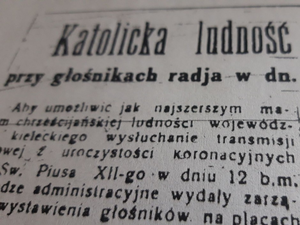 Katolicka ludność
przy głośnikach radja w dn.
Aby umożliwić jak najszerszym ma-
m chrześcijańskiej ludności wojewódz-
kieleckiego wysłuchanie transmisji
owej z uroczystości koronacyjnych
Św. Piusa XII-go w dniu 12 b.m.
dze administracyjne wydały zarzą-
wystawienia głośników na placach